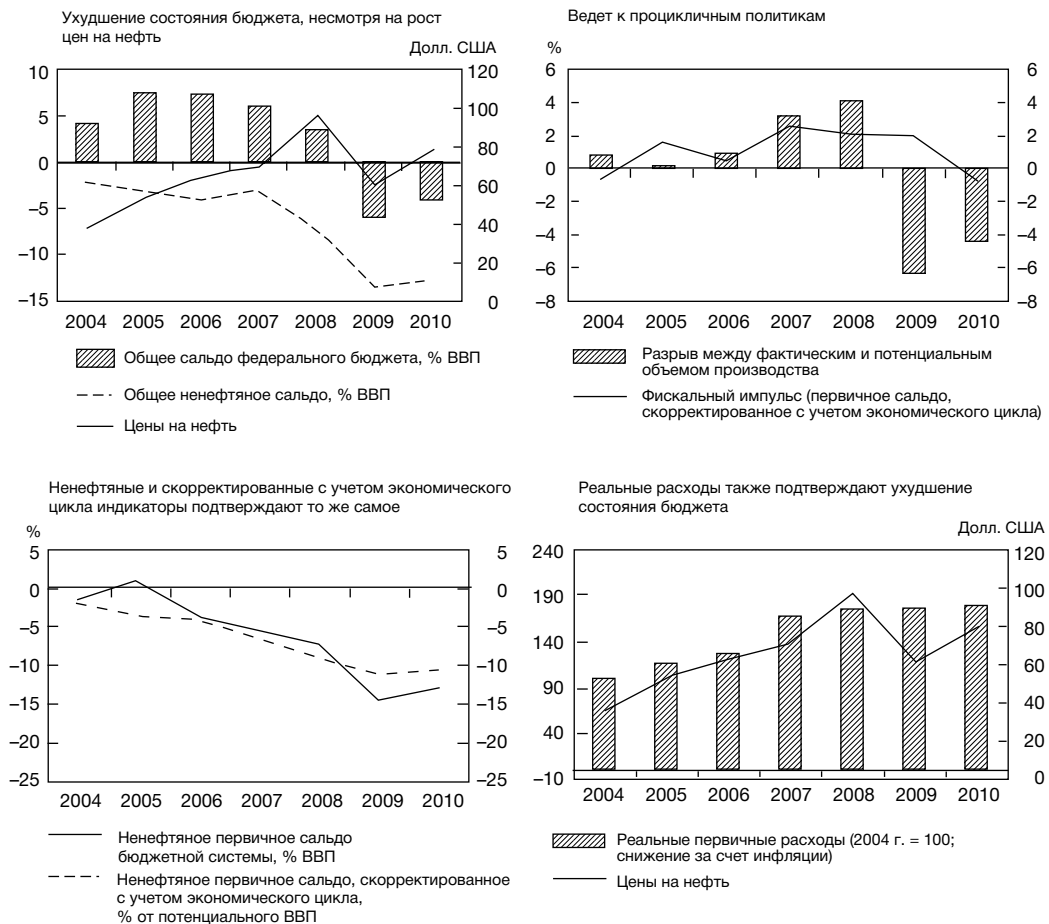 Ухудшение состояния бюджета, несмотря на рост
цен на нефть
Долл. США
10
5
0
–5
–10
–15
120
100
80
60
40
20
0
2004 2005 2006 2007 2008 2009 2010
Общее сальдо федерального бюджета, % ВВП
Общее ненефтяное сальдо, % ВВП
Цены на нефть
Ведет к процикличным политикам
%
6
4
2
0
–2
–4
–6
–8
6
4
2
0
–2
–4
–6
–8
2004 2005 2006 2007 2008 2009 2010
Разрыв между фактическим и потенциальным
объемом производства
Фискальный импульс (первичное сальдо,
скорректированное с учетом экономического цикла)
Ненефтяные и скорректированные с учетом экономического
цикла индикаторы подтверждают то же самое
%
5
0
–5
–10
–15
–20
–25
5
0
–5
–10
–15
–20
–25
2004 2005 2006 2007 2008 2009 2010
Ненефтяное первичное сальдо
бюджетной системы, % ВВП
Ненефтяное первичное сальдо, скорректированное
с учетом экономического цикла,
% от потенциального ВВП
Реальные расходы также подтверждают ухудшение
состояния бюджета
Долл. США
240
190
140
90
40
–10
120
100
80
60
40
20
0
2004 2005 2006 2007 2008 2009 2010
Реальные первичные расходы (2004 г. = 100;
снижение за счет инфляции)
Цены на нефть